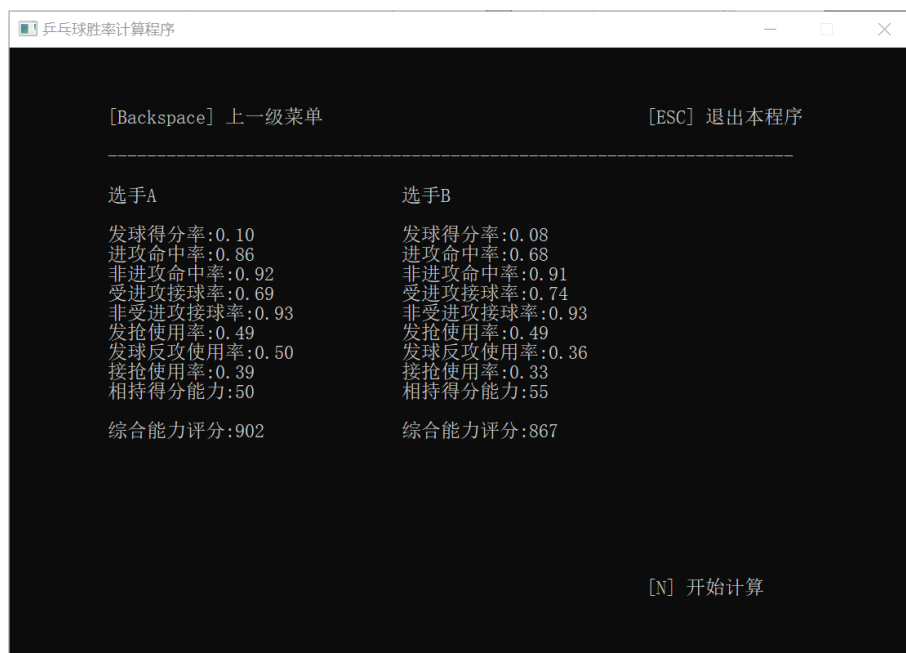 乒乓球胜率计算程序
[Backspace] 上一级菜单 [ESC] 退出本程序
选手A 选手B
发球得分率:0.10 发球得分率:0.08
进攻命中率:0.86 进攻命中率:0.68
非进攻命中率:0.92 非进攻命中率:0.91
受进攻接球率:0.69 受进攻接球率:0.74
非受进攻接球率:0.93 非受进攻接球率:0.93
发抢使用率:0.49 发抢使用率:0.49
发球反攻使用率:0.50 发球反攻使用率:0.36
接抢使用率:0.39 接抢使用率:0.33
相持得分能力:50 相持得分能力:55
综合能力评分:902 综合能力评分:867
[N] 开始计算